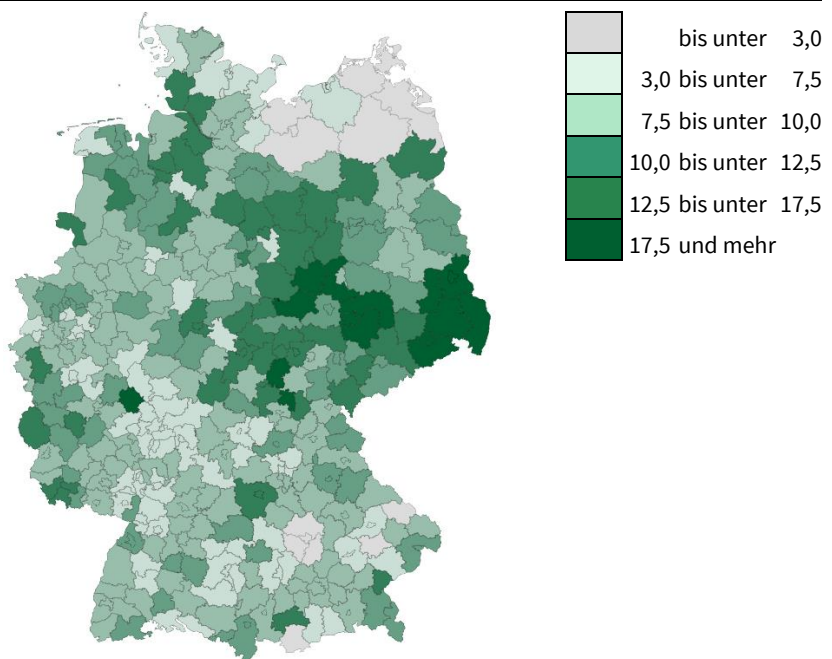 bis unter 3,0
3,0 bis unter 7,5
7,5 bis unter 10,0
10,0 bis unter 12,5
12,5 bis unter 17,5
17,5 und mehr